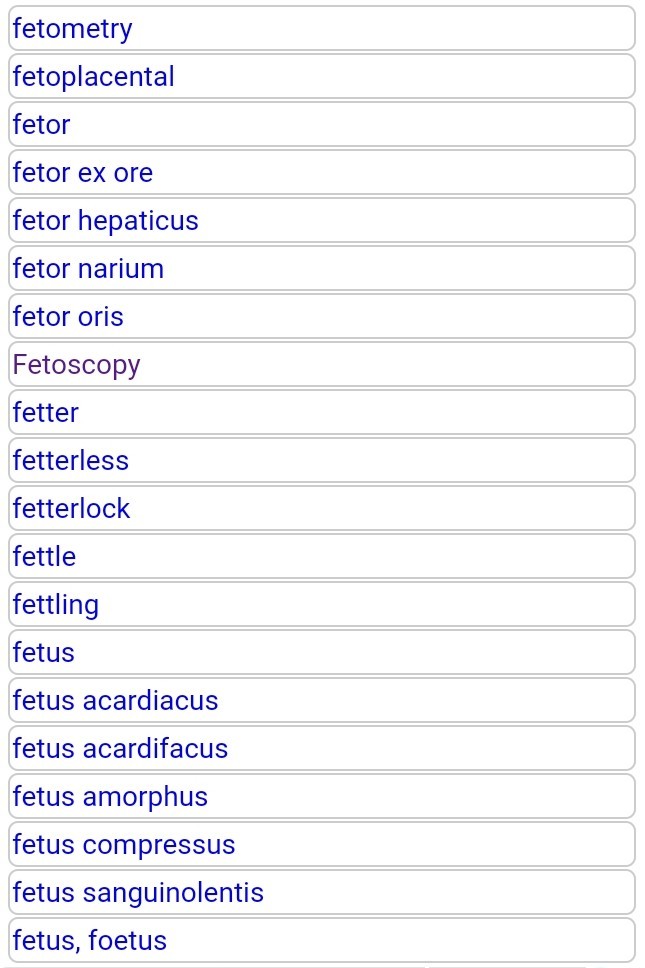 fetometry
fetoplacental
fetor
fetor ex ore
fetor hepaticus
fetor narium
fetor oris
Fetoscopy
fetter
fetterless
fetterlock
fettle
fettling
fetus
fetus acardiacus
fetus acardifacus
fetus amorphus
fetus compressus
fetus sanguinolentis
fetus, foetus